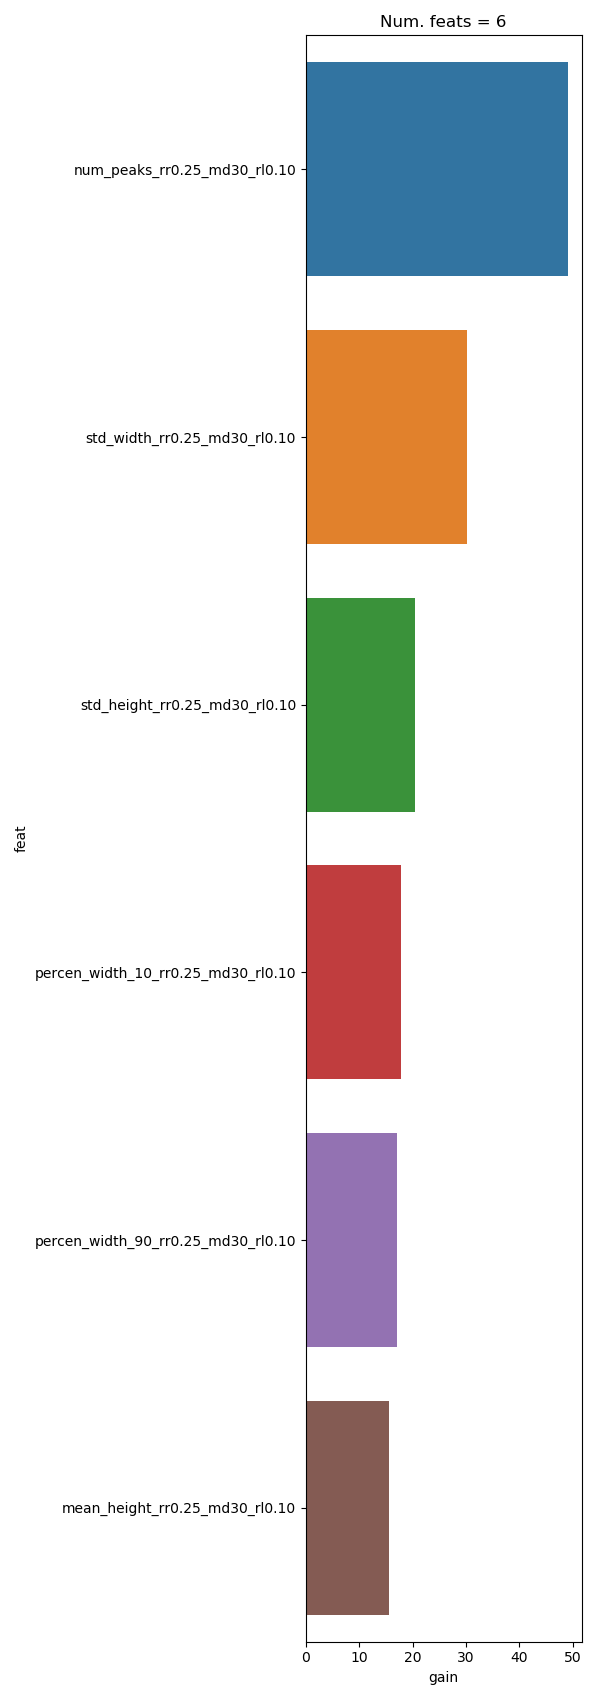 Num. feats = 6
num_peaks_rr0.25_md30_rl0.10
std_width_rr0.25_md30_rl0.10
std_height_rr0.25_md30_rl0.10
feat
percen_width_10_rr0.25_md30_rl0.10
percen_width_90_rr0.25_md30_rl0.10
mean_height_rr0.25_md30_rl0.10
0 10 20 30 40 50
gain